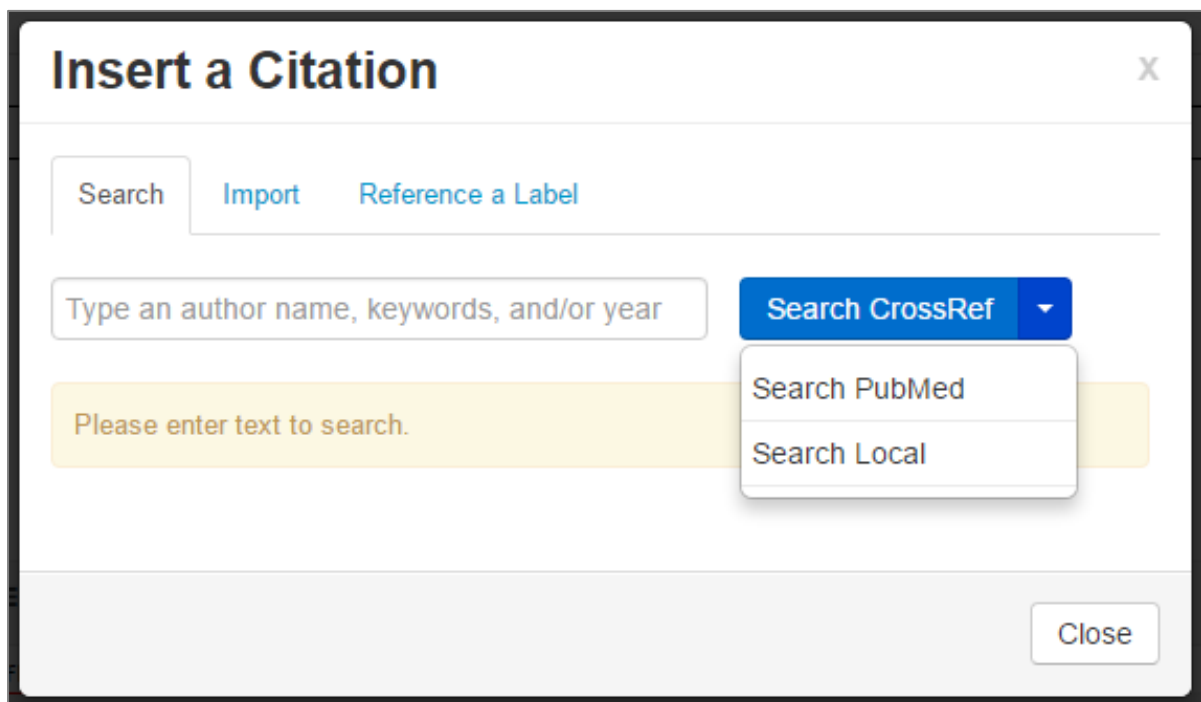 Insert a Citation
x
Search Import Reference a Label
Type an author name, keywords, and/or year Search CrossRef
Search PubMed
Please enter text to search.
Search Local
Close